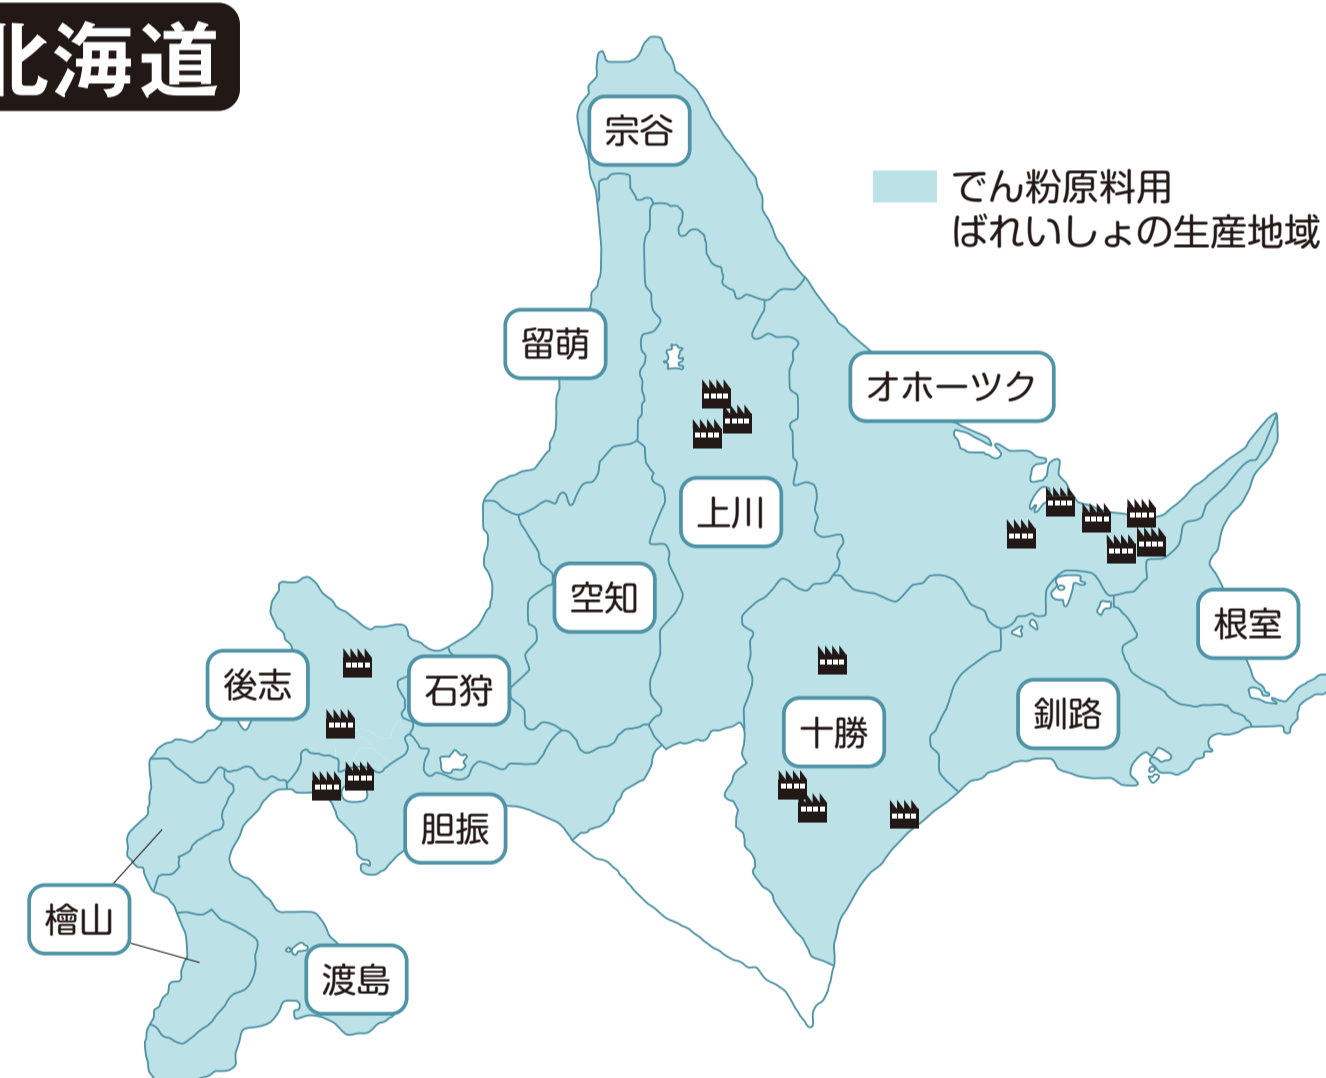 北海道
宗谷
でん粉原料用
ばれいしょの生産地域
留萌
オホーツク
上川
空知
根室
後志
石狩
釧路
十勝
胆振
檜山
渡島